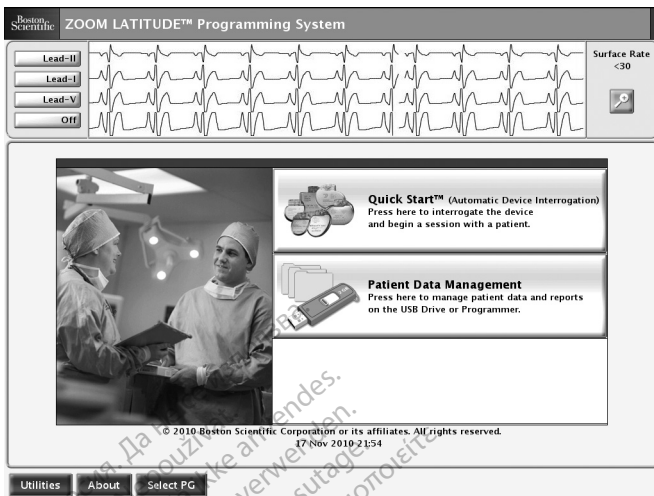 Boston
Scientific
ZOOM LATITUDE™ Programming System
Lead-II
Lead-I
Lead-V
Off
Surface Rate
<30
Quick Start™ (Automatic Device Interrogation)
Press here to interrogate the device
and begin a session with a patient.
Patient Data Management
Press here to manage patient data and reports
on the USB Drive or Programmer.
© 2010 Boston Scientific Corporation or its affiliates. All rights reserved.
17 Nov 2010 21:54
Utilities
About
Select PG